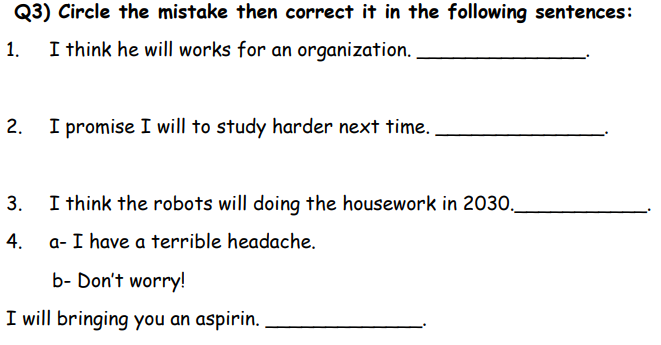 Q3) Circle the mistake then correct it in the following sentences:
1. I think he will works for an organization. _______________.
2. I promise I will to study harder next time. _______________.
3. I think the robots will doing the housework in 2030.____________.
4. a- I have a terrible headache.
b- Don't worry!
I will bringing you an aspirin. ______________.